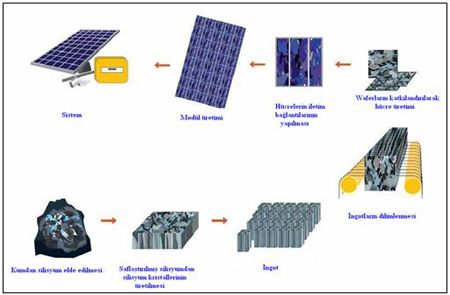 Sistem
Modül üretimi
Hücrelerin iletim
bağlantılarının
yapılması
Waferların katkılandırılarak
hücre üretimi
İngotların dilimlenmesi
Kumdan silisyum elde edilmesi
Saflaştırılmış silisyumdan
silisyum kristallerinin
üretilmesi
İngot